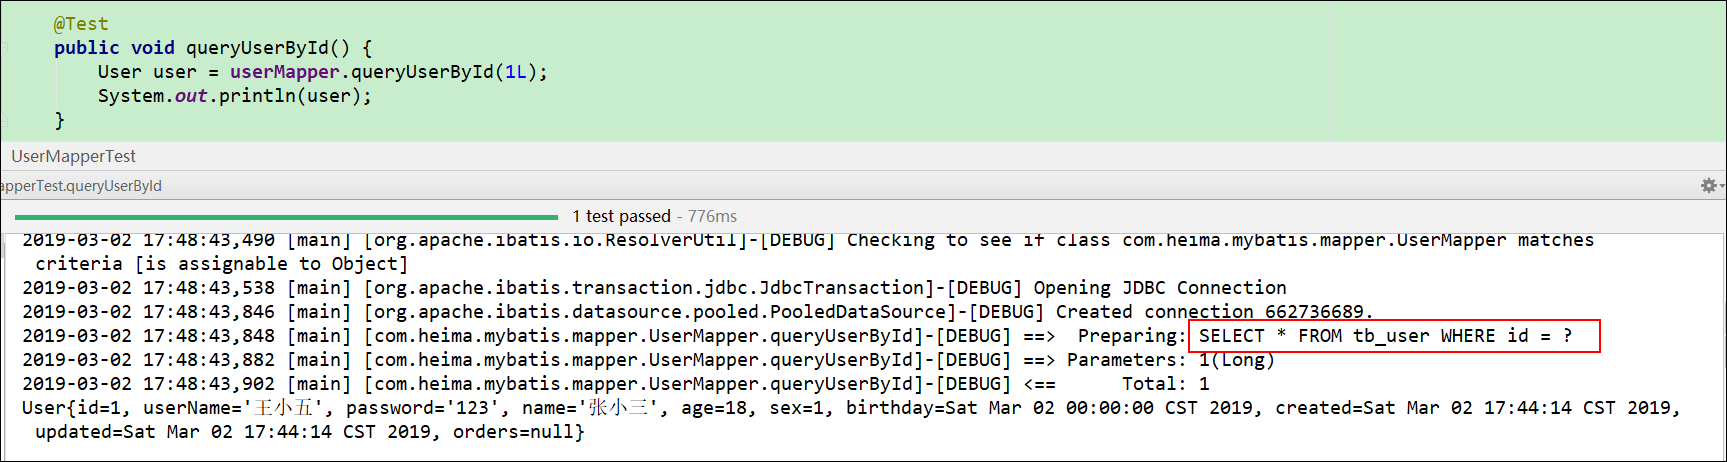 @Test
public void queryUserById() {
User user = userMapper.queryUserById(1L);
System.out.println(user);
}
UserMapperTest
apperTest.queryUserById
1 test passed - 776ms
2019-03-02 17:48:43,490 [main] [org.apache.ibatis.io.ResolverUtil]-[DEBUG] Checking to see if class com.heima.mybatis.mapper.UserMapper matches
criteria [is assignable to Object]
2019-03-02 17:48:43,538 [main] [org.apache.ibatis.transaction.jdbc.JdbcTransaction]-[DEBUG] Opening JDBC Connection
2019-03-02 17:48:43,846 [main] [org.apache.ibatis.datasource.pooled.PooledDataSource]-[DEBUG] Created connection 662736689.
2019-03-02 17:48:43,848 [main] [com.heima.mybatis.mapper.UserMapper.queryUserById]-[DEBUG] ==>  Preparing: SELECT * FROM tb_user WHERE id = ?
2019-03-02 17:48:43,882 [main] [com.heima.mybatis.mapper.UserMapper.queryUserById]-[DEBUG] ==> Parameters: 1(Long)
2019-03-02 17:48:43,902 [main] [com.heima.mybatis.mapper.UserMapper.queryUserById]-[DEBUG] <==      Total: 1
User{id=1, userName='王小五', password='123', name='张小三', age=18, sex=1, birthday=Sat Mar 02 00:00:00 CST 2019, created=Sat Mar 02 17:44:14 CST 2019,
updated=Sat Mar 02 17:44:14 CST 2019, orders=null}